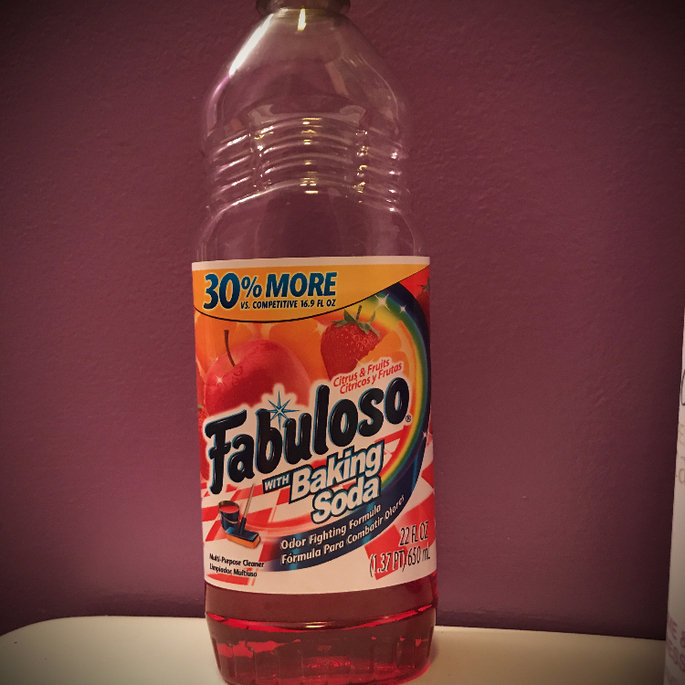 30% MORE
VS. COMPETITIVE 16.9 FL OZ
Citrus & Fruits
Cítricos y Frutas
Fabuloso®
WITH Baking
Soda
Odor Fighting Formula
Fórmula Para Combatir Olores
Multi-Purpose Cleaner
Limpiador Multiuso
22 FL OZ
(1.37 PT) 650 mL